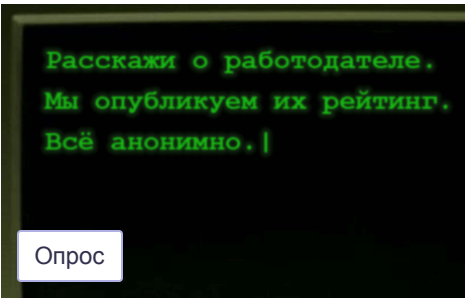 Расскажи о работодателе.
Мы опубликуем их рейтинг.
Всё анонимно.|
Опрос